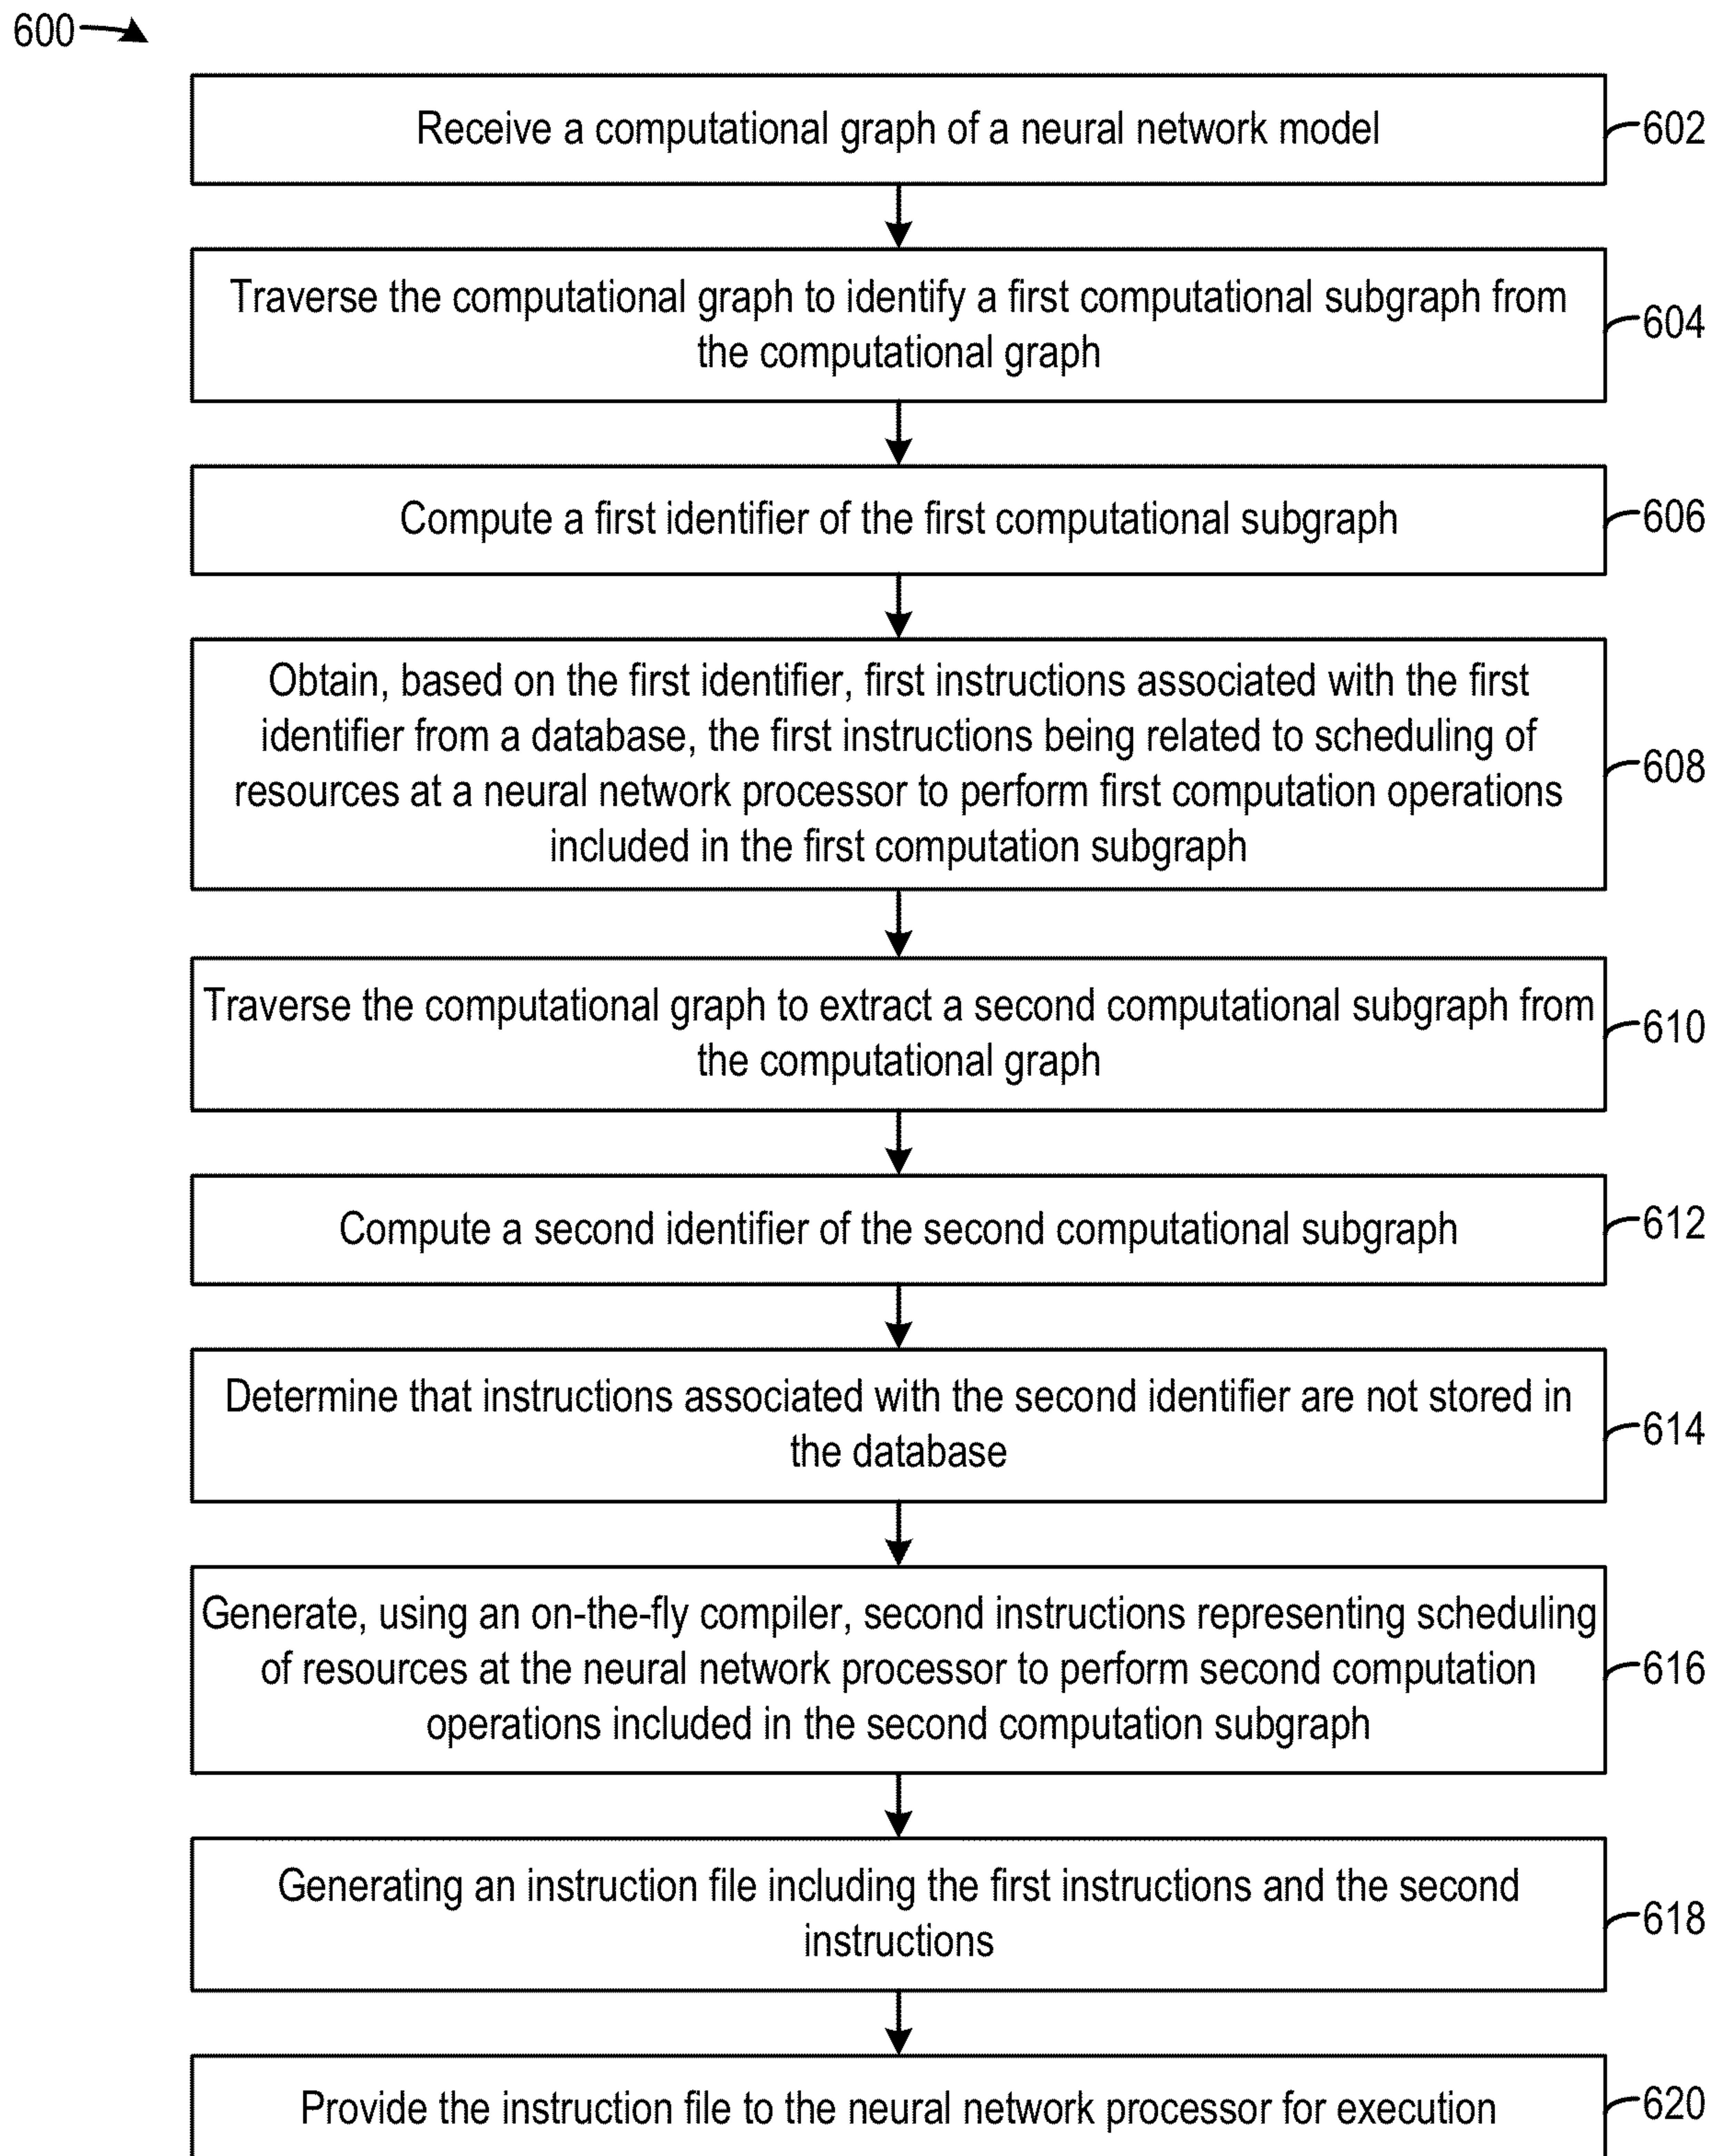 600
Receive a computational graph of a neural network model
602
Traverse the computational graph to identify a first computational subgraph from
the computational graph
604
Compute a first identifier of the first computational subgraph
606
Obtain, based on the first identifier, first instructions associated with the first
identifier from a database, the first instructions being related to scheduling of
resources at a neural network processor to perform first computation operations
included in the first computation subgraph
608
Traverse the computational graph to extract a second computational subgraph from
the computational graph
610
Compute a second identifier of the second computational subgraph
612
Determine that instructions associated with the second identifier are not stored in
the database
614
Generate, using an on-the-fly compiler, second instructions representing scheduling
of resources at the neural network processor to perform second computation
operations included in the second computation subgraph
616
Generating an instruction file including the first instructions and the second
instructions
618
Provide the instruction file to the neural network processor for execution
620